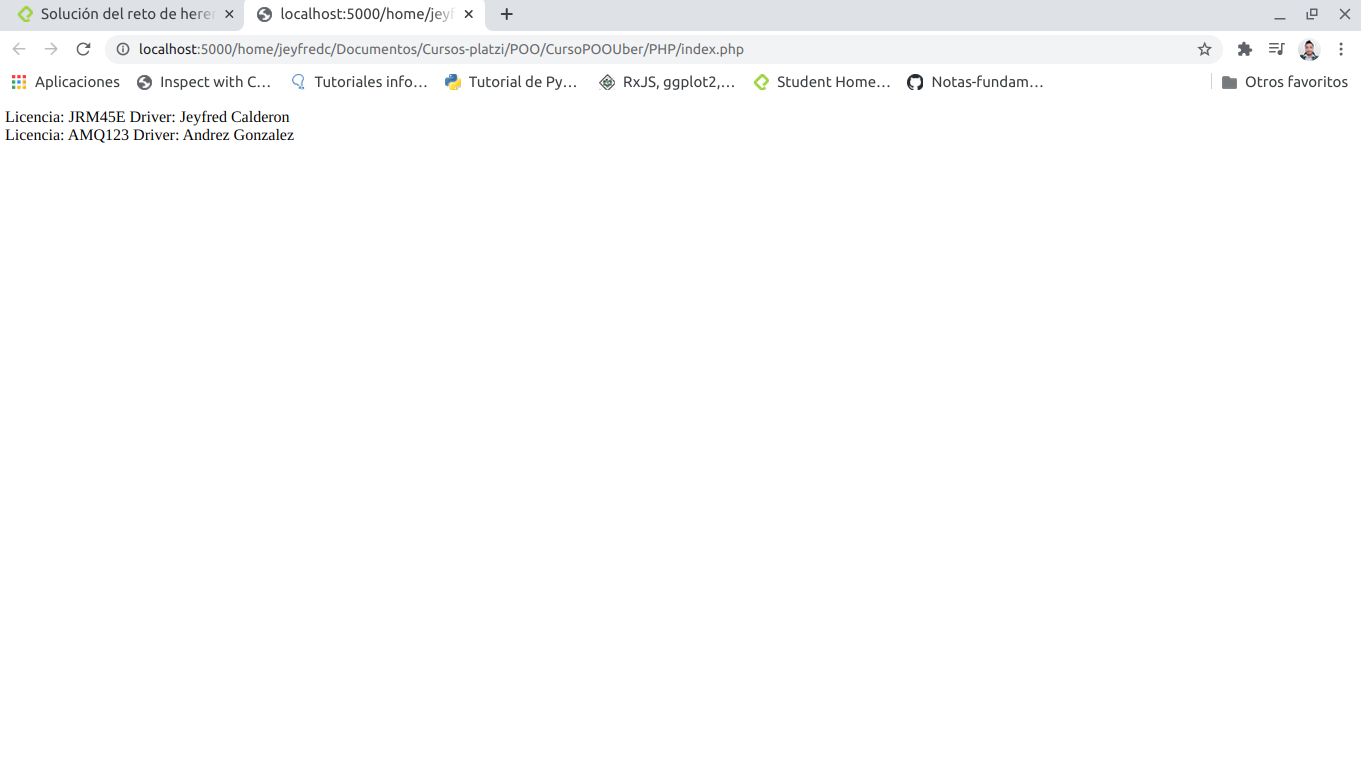 Solución del reto de heren
localhost:5000/home/jeyf
localhost:5000/home/jeyfredc/Documentos/Cursos-platzi/POO/CursoPOOUber/PHP/index.php
Aplicaciones Inspect with C... Tutoriales info... Tutorial de Py... RxJS, ggplot2,... Student Home... Notas-fundam... Otros favoritos
Licencia: JRM45E Driver: Jeyfred Calderon
Licencia: AMQ123 Driver: Andrez Gonzalez